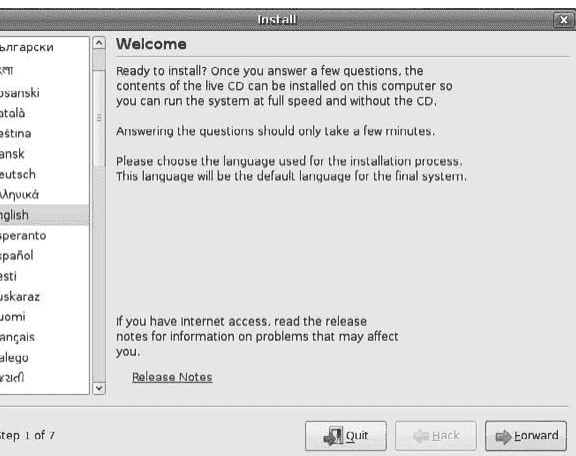 Install
ългарски
osanski
atalà
eština
ansk
eutsch
λληνικά
nglish
speranto
spañol
esti
uskaraz
uomi
ançais
alego
Welcome
Ready to install? Once you answer a few questions, the
contents of the live CD can be installed on this computer so
you can run the system at full speed and without the CD.
Answering the questions should only take a few minutes.
Please choose the language used for the installation process.
This language will be the default language for the final system.
If you have Internet access, read the release
notes for information on problems that may affect
you.
Release Notes
tep 1 of 7
Quit
Back
Forward